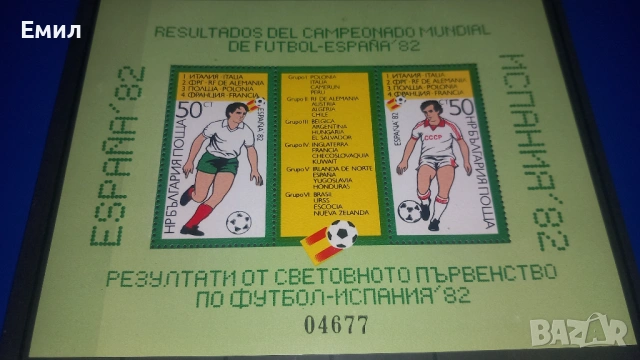 Емил
RESULTADOS DEL CAMPEONADO MUNDIAL
DE FUTBOL-ESPAÑA'82
ESPAÑA'82
1. ИТАЛИЯ · ITALIA
2. ФРГ · RF DE ALEMANIA
3. ПОЛША · POLONIA
4. ФРАНЦИЯ · FRANCIA
50 СТ
ESPAÑA 82
НР БЪЛГАРИЯ ПОЩА
Grupo I POLONIA
ITALIA
CAMERUN
PERU
Grupo II RF DE ALEMANIA
AUSTRIA
ALGERIA
CHILE
Grupo III BELGICA
ARGENTINA
HUNGARIA
EL SALVADOR
Grupo IV INGLATERRA
FRANCIA
CHECOSLOVAQUIA
KUWAIT
Grupo V IRLANDA DE NORTE
ESPAÑA
YUGOSLAVIA
HONDURAS
Grupo VI BRASIL
URSS
ESCOCIA
NUEVA ZELANDA
1. ИТАЛИЯ · ITALIA
2. ФРГ · RF DE ALEMANIA
3. ПОЛША · POLONIA
4. ФРАНЦИЯ · FRANCIA
50
ESPAÑA 82
СССР
НР БЪЛГАРИЯ ПОЩА
ИСПАНИЯ'82
РЕЗУЛТАТИ ОТ СВЕТОВНОТО ПЪРВЕНСТВО
ПО ФУТБОЛ-ИСПАНИЯ'82
04677
BAZAR
bg